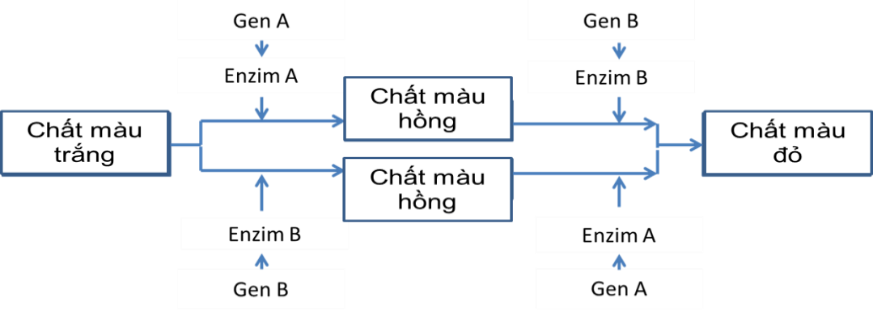 Gen A
Gen B
Enzim A
Enzim B
Chất màu
hồng
Chất màu
trắng
Chất màu
đỏ
Chất màu
hồng
Enzim B
Enzim A
Gen B
Gen A